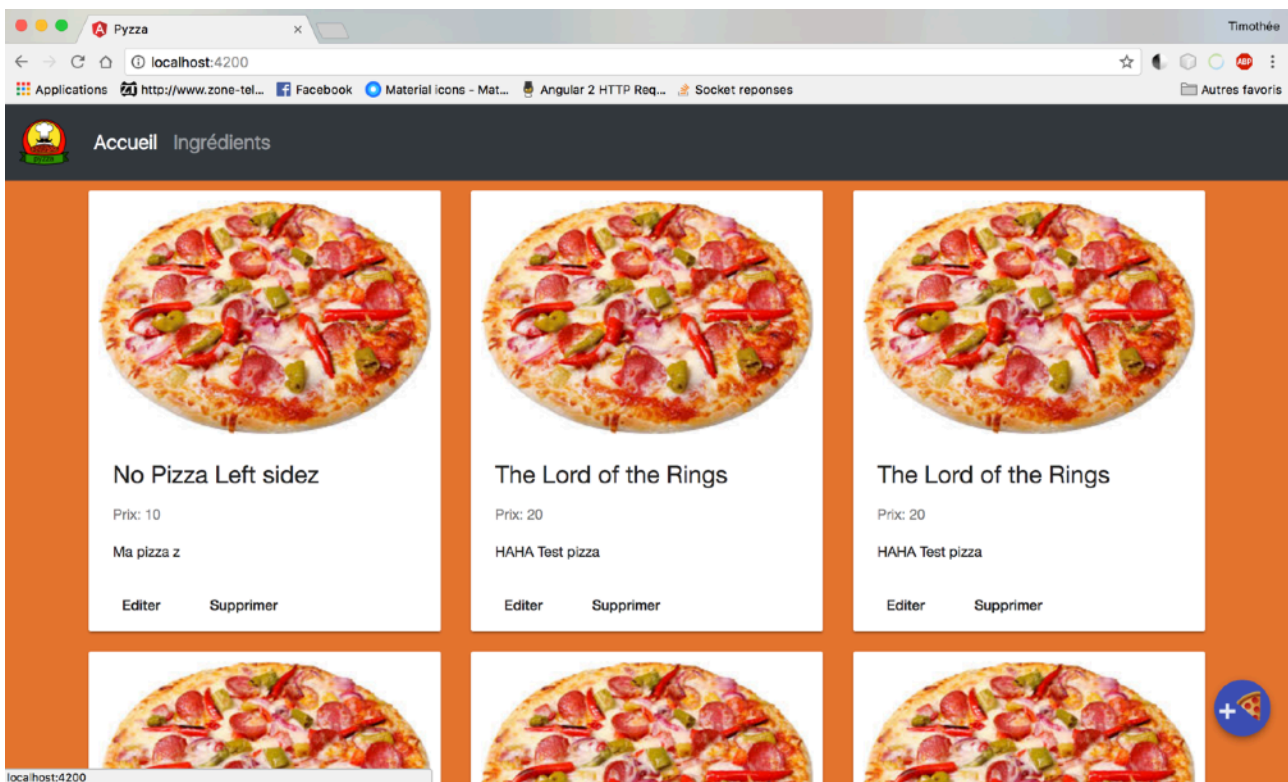 Pyzza
Timothée
localhost:4200
Applications http://www.zone-tel... Facebook Material icons - Mat... Angular 2 HTTP Req... Socket reponses Autres favoris
ABP
PYZZA
Accueil Ingrédients
No Pizza Left sidez
Prix: 10
Ma pizza z
Editer Supprimer
The Lord of the Rings
Prix: 20
HAHA Test pizza
Editer Supprimer
The Lord of the Rings
Prix: 20
HAHA Test pizza
Editer Supprimer
+
localhost:4200